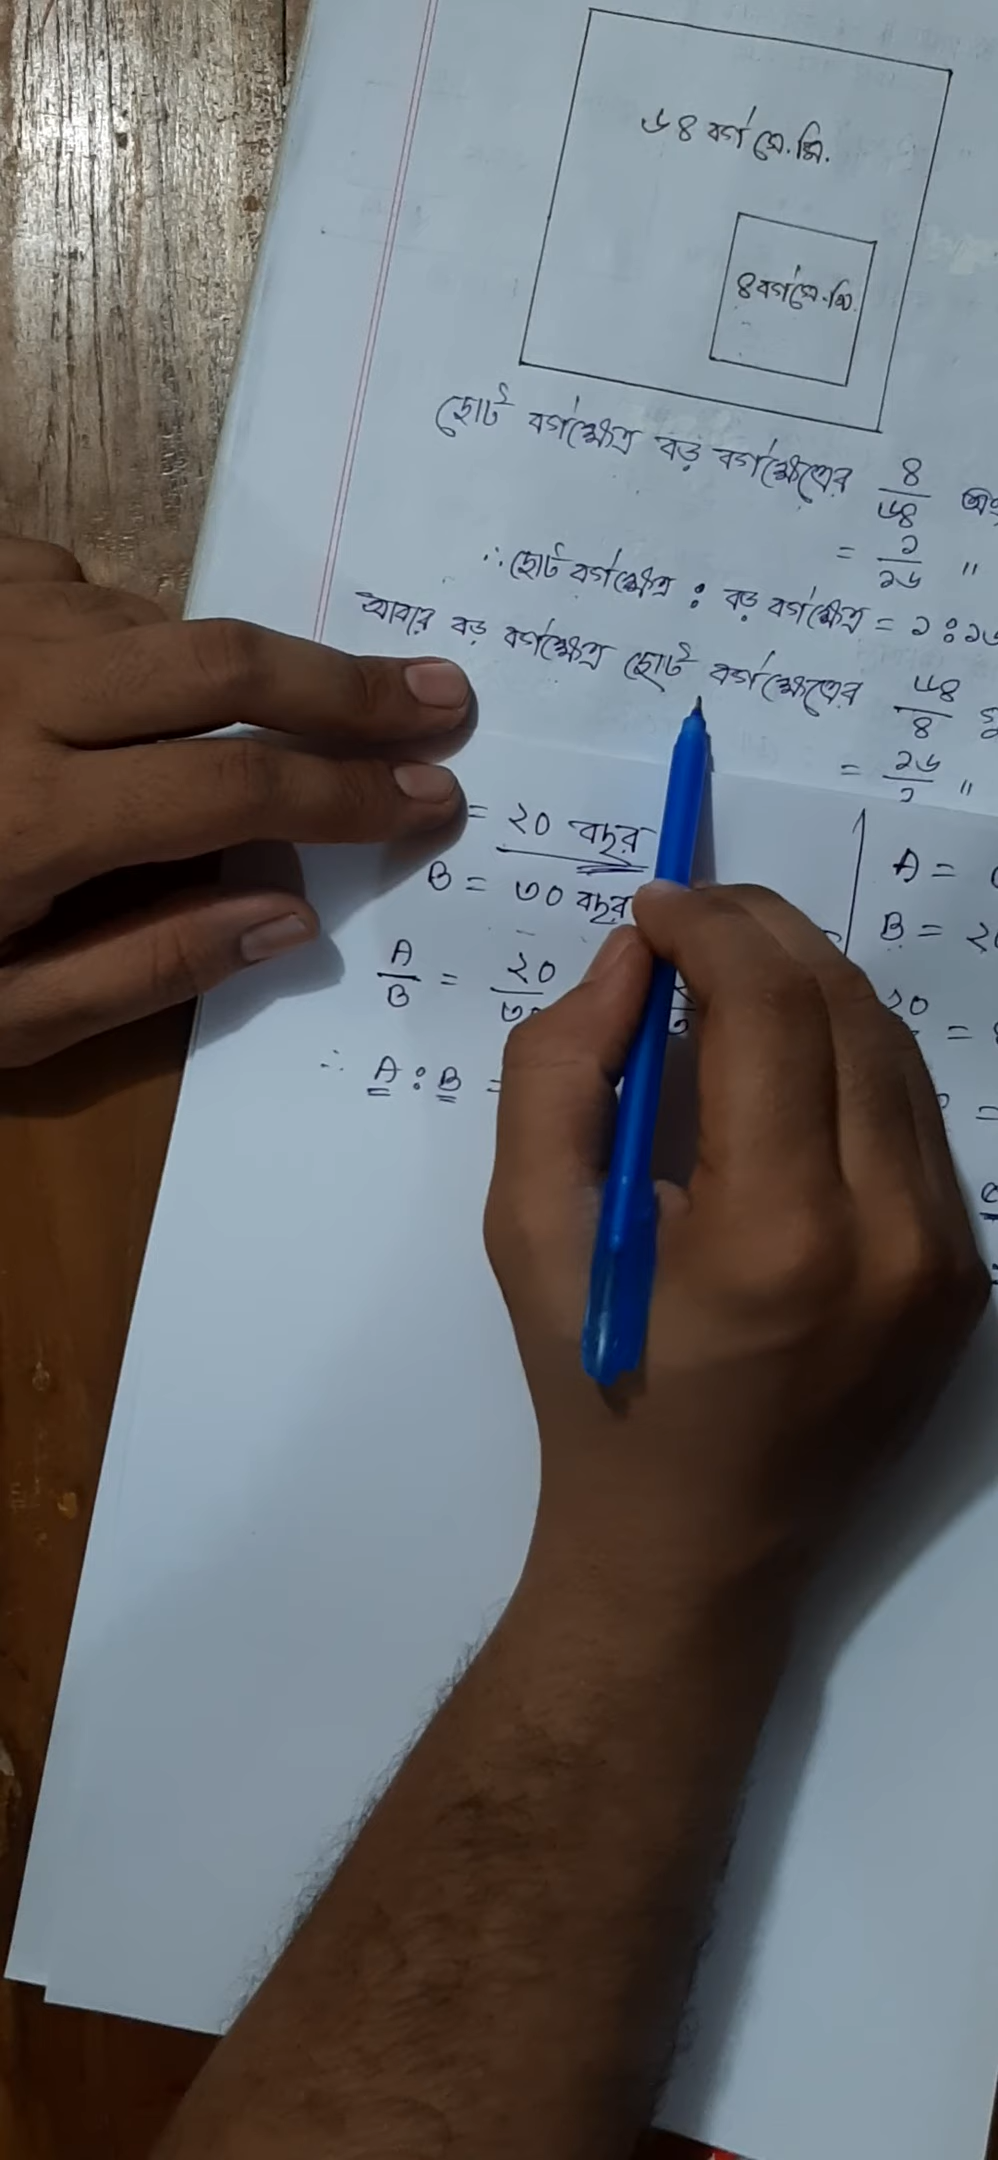 ৬৪ বর্গ সে.মি.
৪ বর্গ সে.মি.
ছোট বর্গক্ষেত্র বড় বর্গক্ষেত্রের ৪/৬৪
= ১/১৬ "
∴ ছোট বর্গক্ষেত্র : বড় বর্গক্ষেত্র = ১ : ১৬
আবার বড় বর্গক্ষেত্র ছোট বর্গক্ষেত্রের ৬৪/৪
= ১৬/১ "
= ২০ বছর
B = ৩০ বছর
A/B = ২০/৩০
∴ A : B =
A =
B =